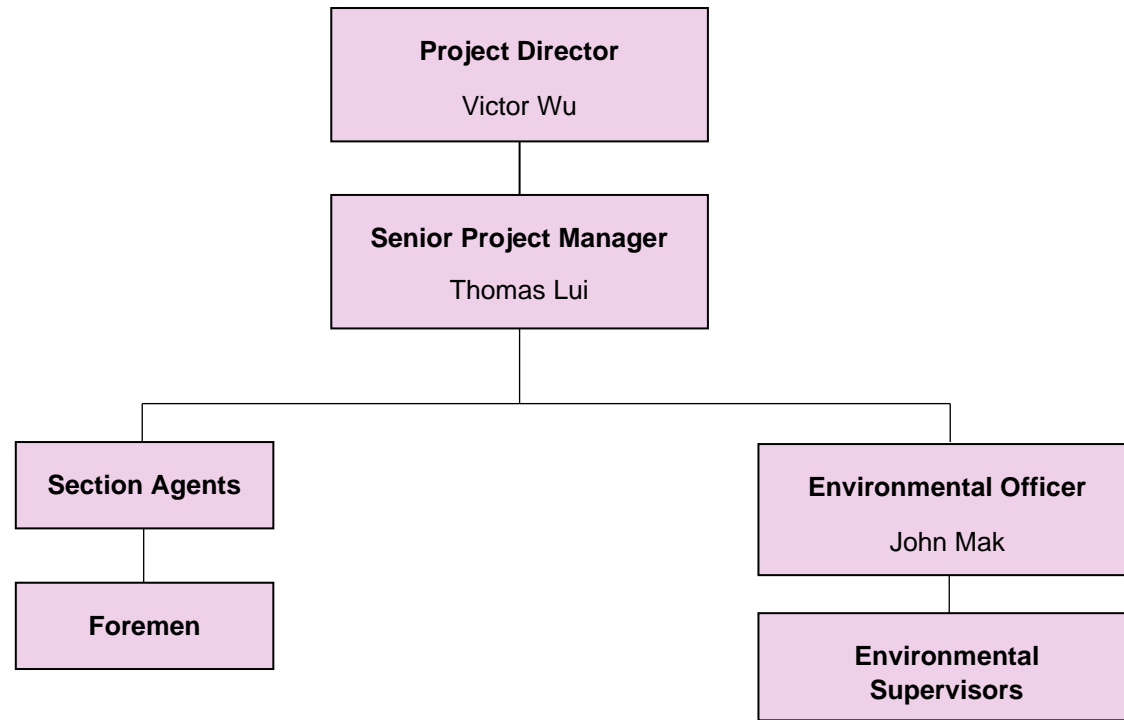 Project Director
Victor Wu
Senior Project Manager
Thomas Lui
Section Agents
Environmental Officer
John Mak
Foremen
Environmental
Supervisors